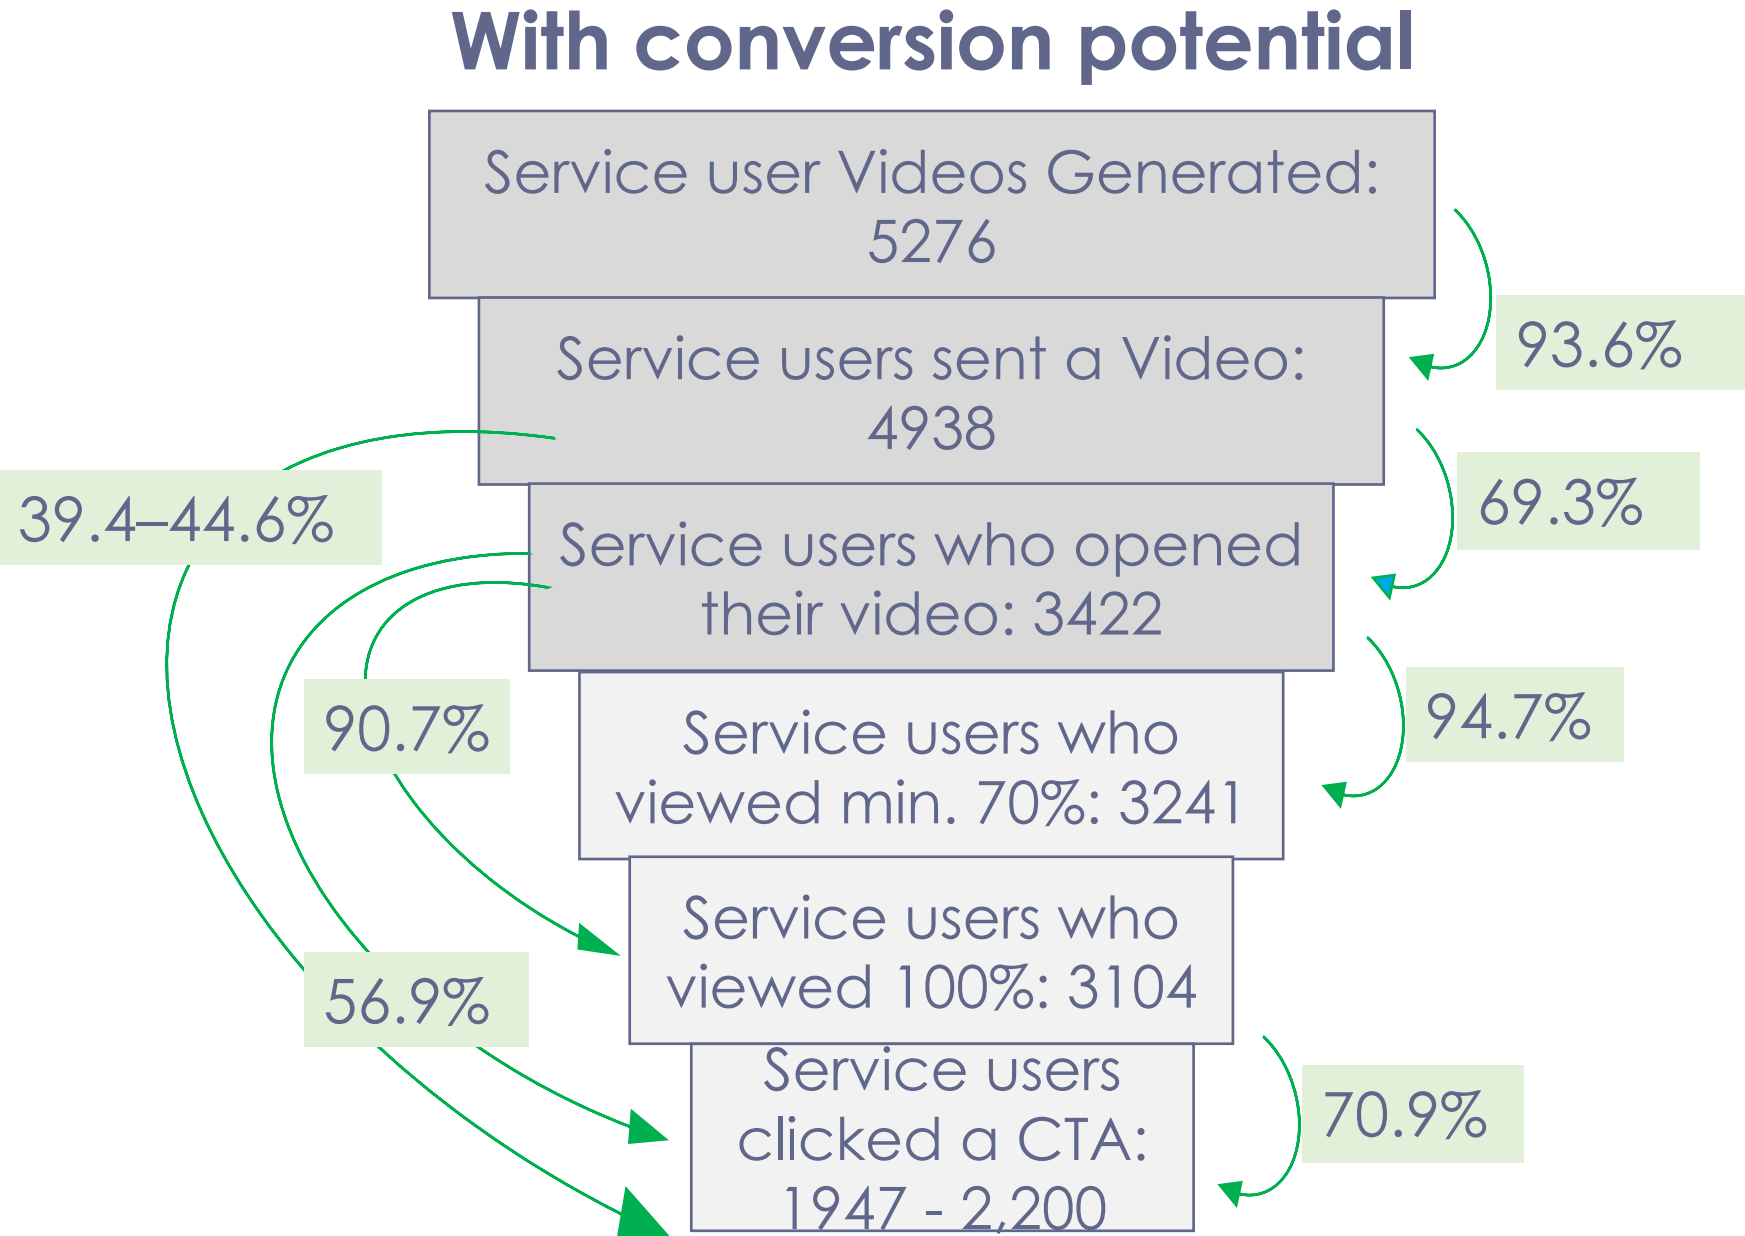 With conversion potential
Service user Videos Generated:
5276
93.6%
Service users sent a Video:
4938
69.3%
39.4–44.6%
Service users who opened
their video: 3422
94.7%
90.7%
Service users who
viewed min. 70%: 3241
Service users who
viewed 100%: 3104
56.9%
70.9%
Service users
clicked a CTA:
1947 - 2,200